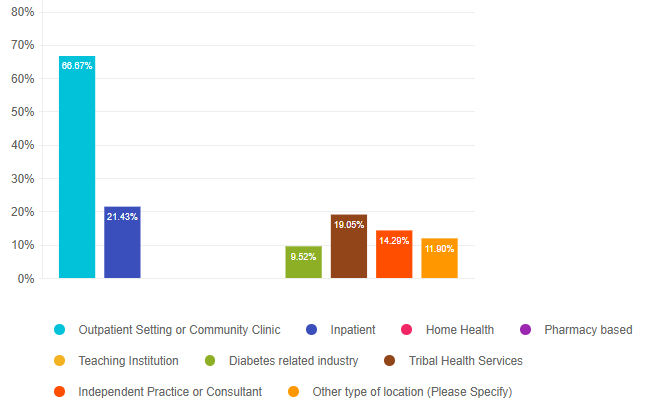 80%
70%
60%
50%
40%
30%
20%
10%
0%
66.67%
21.43%
9.52%
19.05%
14.29%
11.90%
Outpatient Setting or Community Clinic
Inpatient
Home Health
Pharmacy based
Teaching Institution
Diabetes related industry
Tribal Health Services
Independent Practice or Consultant
Other type of location (Please Specify)